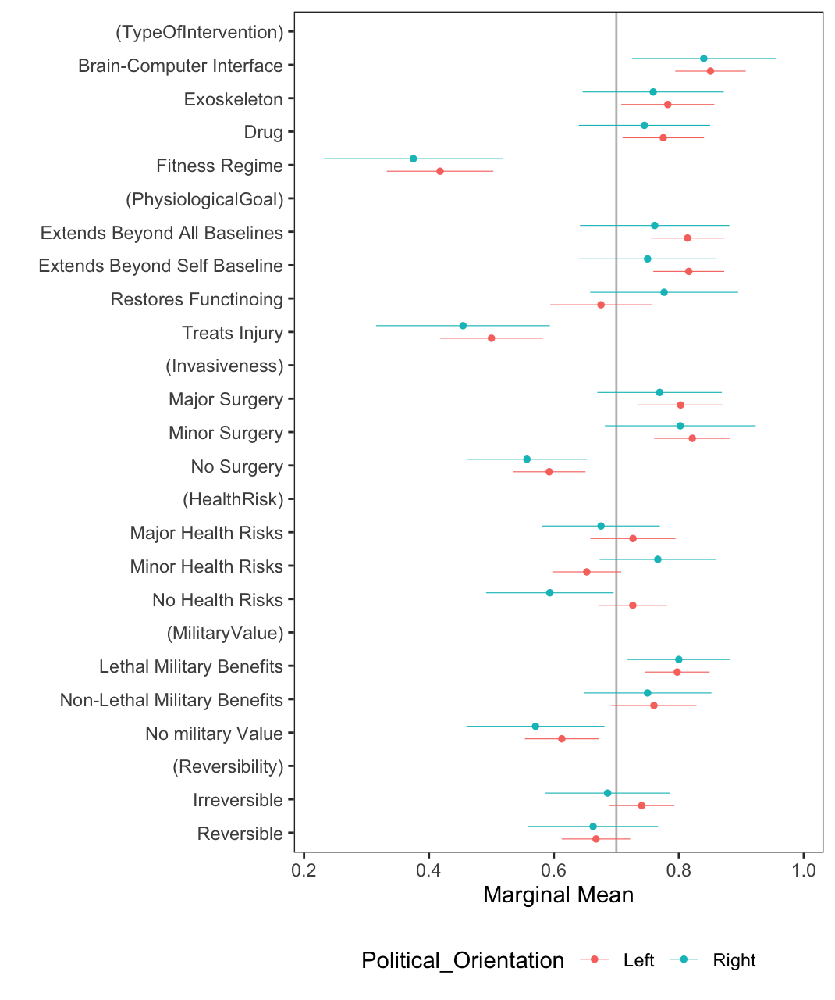 (TypeOfIntervention)
Brain-Computer Interface
Exoskeleton
Drug
Fitness Regime
(PhysiologicalGoal)
Extends Beyond All Baselines
Extends Beyond Self Baseline
Restores Functinoing
Treats Injury
(Invasiveness)
Major Surgery
Minor Surgery
No Surgery
(HealthRisk)
Major Health Risks
Minor Health Risks
No Health Risks
(MilitaryValue)
Lethal Military Benefits
Non-Lethal Military Benefits
No military Value
(Reversibility)
Irreversible
Reversible
0.2 0.4 0.6 0.8 1.0
Marginal Mean
Political_Orientation Left Right